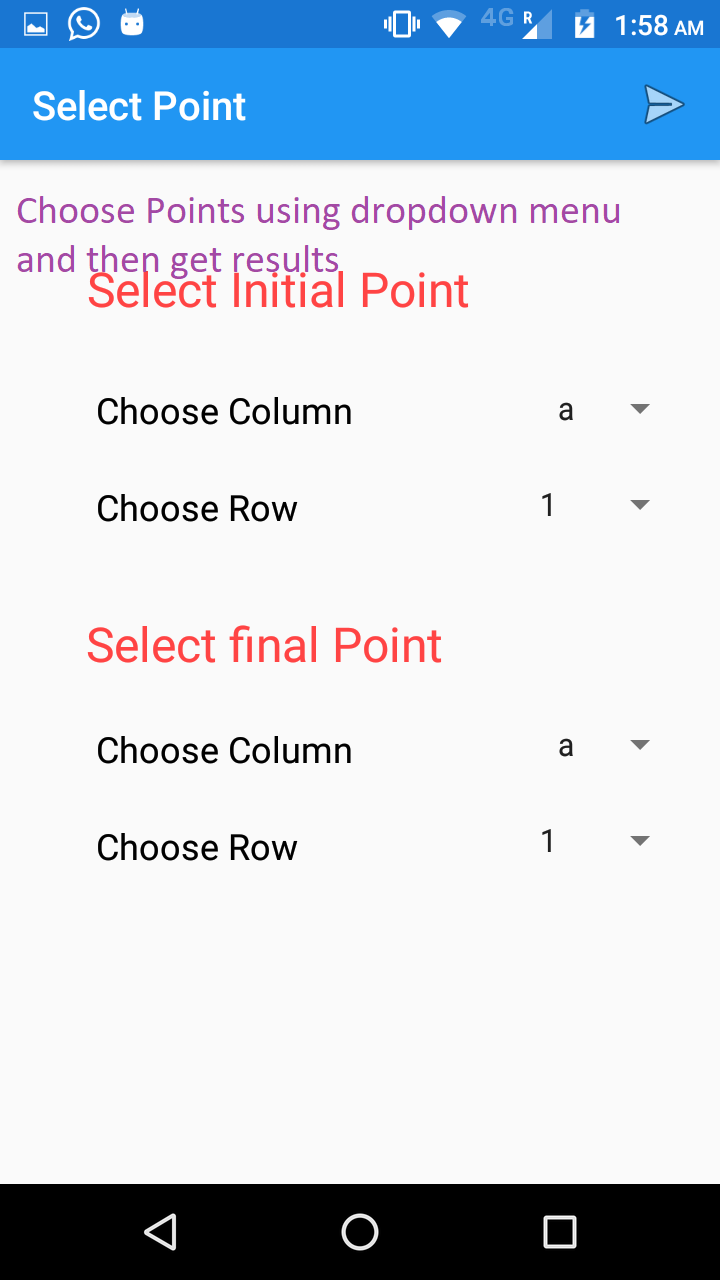 4G R 1:58 AM
Select Point
Choose Points using dropdown menu
and then get results
Select Initial Point
Choose Column a
Choose Row 1
Select final Point
Choose Column a
Choose Row 1